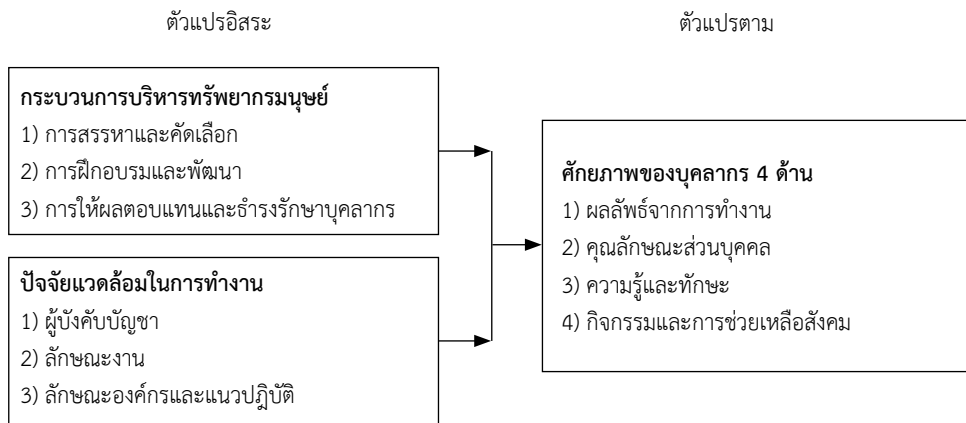 ตัวแปรอิสระ
ตัวแปรตาม
กระบวนการบริหารทรัพยากรมนุษย์
1) การสรรหาและคัดเลือก
2) การฝึกอบรมและพัฒนา
3) การให้ผลตอบแทนและธำรงรักษาบุคลากร
ปัจจัยแวดล้อมในการทำงาน
1) ผู้บังคับบัญชา
2) ลักษณะงาน
3) ลักษณะองค์กรและแนวปฏิบัติ
ศักยภาพของบุคลากร 4 ด้าน
1) ผลลัพธ์จากการทำงาน
2) คุณลักษณะส่วนบุคคล
3) ความรู้และทักษะ
4) กิจกรรมและการช่วยเหลือสังคม